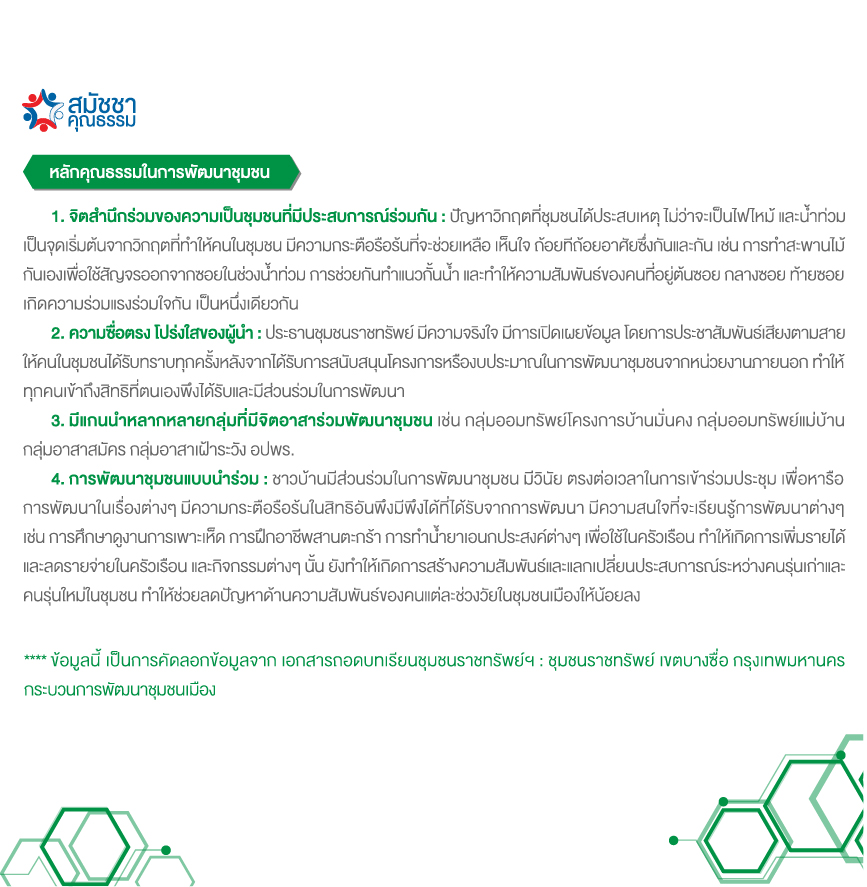 สมัชชา
คุณธรรม
หลักคุณธรรมในการพัฒนาชุมชน
1. จิตสำนึกร่วมของความเป็นชุมชนที่มีประสบการณ์ร่วมกัน : ปัญหาวิกฤตที่ชุมชนได้ประสบเหตุ ไม่ว่าจะเป็นไฟไหม้ และน้ำท่วม
เป็นจุดเริ่มต้นจากวิกฤตที่ทำให้คนในชุมชน มีความกระตือรือร้นที่จะช่วยเหลือ เห็นใจ ถ้อยทีถ้อยอาศัยซึ่งกันและกัน เช่น การทำสะพานไม้
กันเองเพื่อใช้สัญจรออกจากซอยในช่วงน้ำท่วม การช่วยกันทำแนวกั้นน้ำ และทำให้ความสัมพันธ์ของคนที่อยู่ต้นซอย กลางซอย ท้ายซอย
เกิดความร่วมแรงร่วมใจกัน เป็นหนึ่งเดียวกัน
2. ความซื่อตรง โปร่งใสของผู้นำ : ประธานชุมชนราชทรัพย์ มีความจริงใจ มีการเปิดเผยข้อมูล โดยการประชาสัมพันธ์เสียงตามสาย
ให้คนในชุมชนได้รับทราบทุกครั้งหลังจากได้รับการสนับสนุนโครงการหรืองบประมาณในการพัฒนาชุมชนจากหน่วยงานภายนอก ทำให้
ทุกคนเข้าถึงสิทธิที่ตนเองพึงได้รับและมีส่วนร่วมในการพัฒนา
3. มีแกนนำหลากหลายกลุ่มที่มีจิตอาสาร่วมพัฒนาชุมชน เช่น กลุ่มออมทรัพย์โครงการบ้านมั่นคง กลุ่มออมทรัพย์แม่บ้าน
กลุ่มอาสาสมัคร กลุ่มอาสาเฝ้าระวัง อปพร.
4. การพัฒนาชุมชนแบบนำร่วม : ชาวบ้านมีส่วนร่วมในการพัฒนาชุมชน มีวินัย ตรงต่อเวลาในการเข้าร่วมประชุม เพื่อหารือ
การพัฒนาในเรื่องต่างๆ มีความกระตือรือร้นในสิทธิอันพึงมีพึงได้ที่ได้รับจากการพัฒนา มีความสนใจที่จะเรียนรู้การพัฒนาต่างๆ
เช่น การศึกษาดูงานการเพาะเห็ด การฝึกอาชีพสานตะกร้า การทำน้ำยาเอนกประสงค์ต่างๆ เพื่อใช้ในครัวเรือน ทำให้เกิดการเพิ่มรายได้
และลดรายจ่ายในครัวเรือน และกิจกรรมต่างๆ นั้น ยังทำให้เกิดการสร้างความสัมพันธ์และแลกเปลี่ยนประสบการณ์ระหว่างคนรุ่นเก่าและ
คนรุ่นใหม่ในชุมชน ทำให้ช่วยลดปัญหาด้านความสัมพันธ์ของคนแต่ละช่วงวัยในชุมชนเมืองให้น้อยลง
**** ข้อมูลนี้ เป็นการคัดลอกข้อมูลจาก เอกสารถอดบทเรียนชุมชนราชทรัพย์ฯ : ชุมชนราชทรัพย์ เขตบางซื่อ กรุงเทพมหานคร
กระบวนการพัฒนาชุมชนเมือง